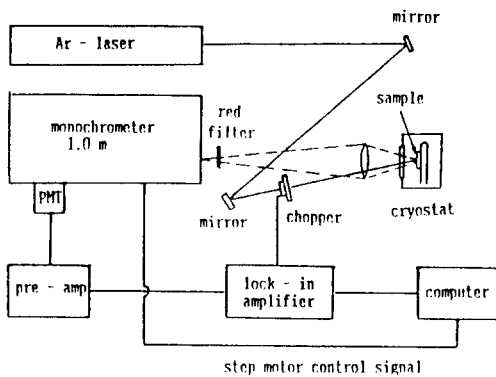 mirror
Ar - laser
sample
red
filter
monochrometer
1.0 m
PMT
mirror
chopper
cryostat
pre - amp
lock - in
amplifier
computer
step motor control signal